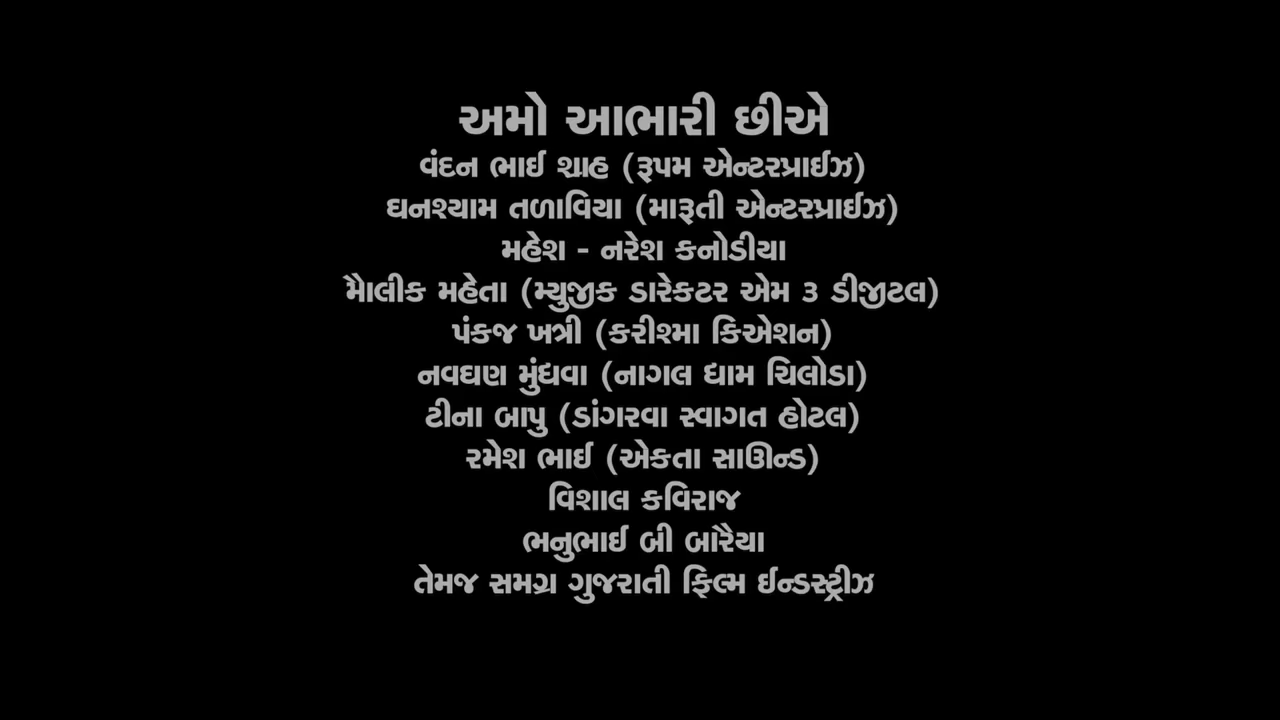 અમો આભારી છીએ
વંદન ભાઈ શાહ (રૂપમ એન્ટરપ્રાઈઝ)
ઘનશ્યામ તળાવિયા (મારૂતી એન્ટરપ્રાઈઝ)
મહેશ - નરેશ કનોડીયા
મૌાલીક મહેતા (મ્યુજીક ડારેકટર એમ ૩ ડીજીટલ)
પંકજ ખત્રી (કરીશ્મા કિએશન)
નવઘણ મુંધવા (નાગલ ધામ ચિલોડા)
ટીના બાપુ (ડાંગરવા સ્વાગત હોટલ)
રમેશ ભાઈ (એકતા સાઊન્ડ)
વિશાલ કવિરાજ
ભનુભાઈ બી બારૈયા
તેમજ સમગ્ર ગુજરાતી ફિલ્મ ઈન્ડસ્ટ્રીઝ